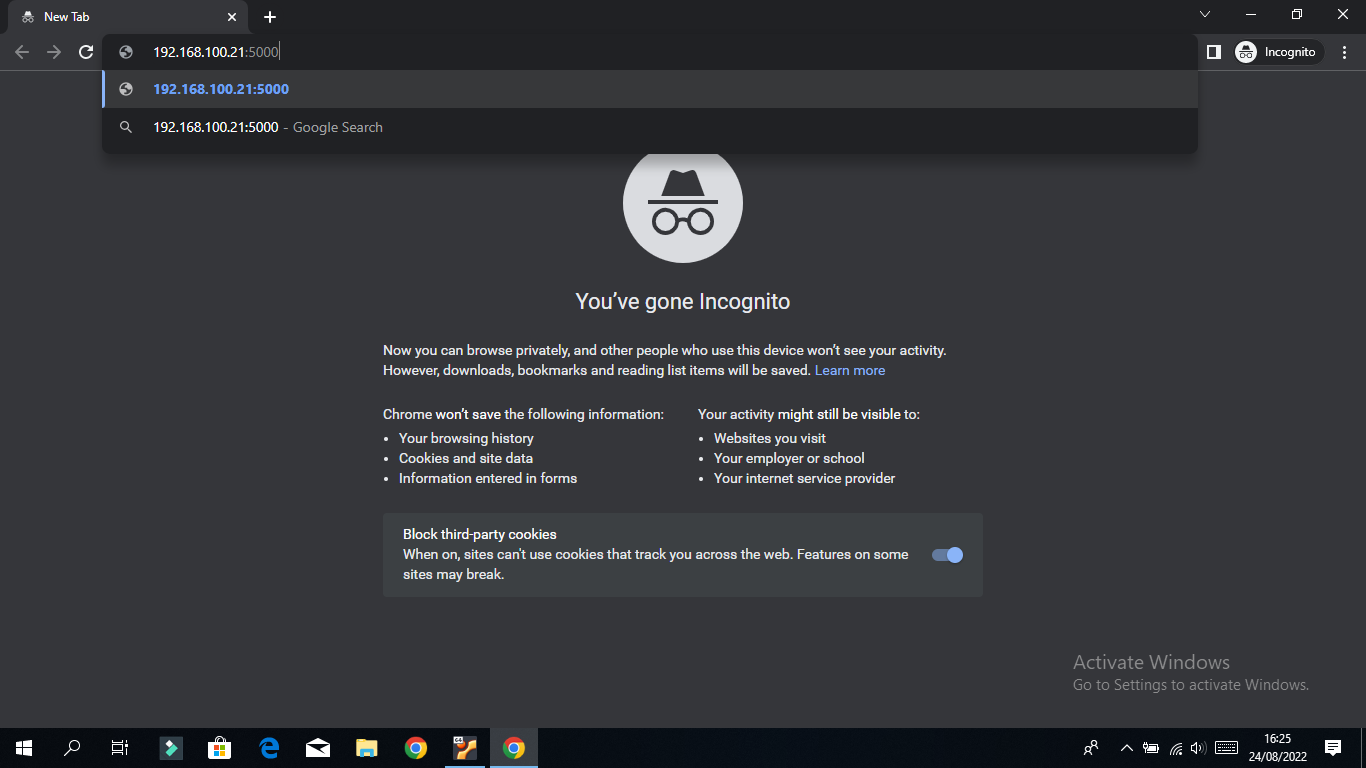 New Tab
192.168.100.21:5000
Incognito
192.168.100.21:5000
192.168.100.21:5000 - Google Search
You've gone Incognito
Now you can browse privately, and other people who use this device won't see your activity.
However, downloads, bookmarks and reading list items will be saved. Learn more
Chrome won't save the following information:
Your browsing history
Cookies and site data
Information entered in forms
Your activity might still be visible to:
Websites you visit
Your employer or school
Your internet service provider
Block third-party cookies
When on, sites can't use cookies that track you across the web. Features on some
sites may break.
Activate Windows
Go to Settings to activate Windows.
64
16:25
24/08/2022